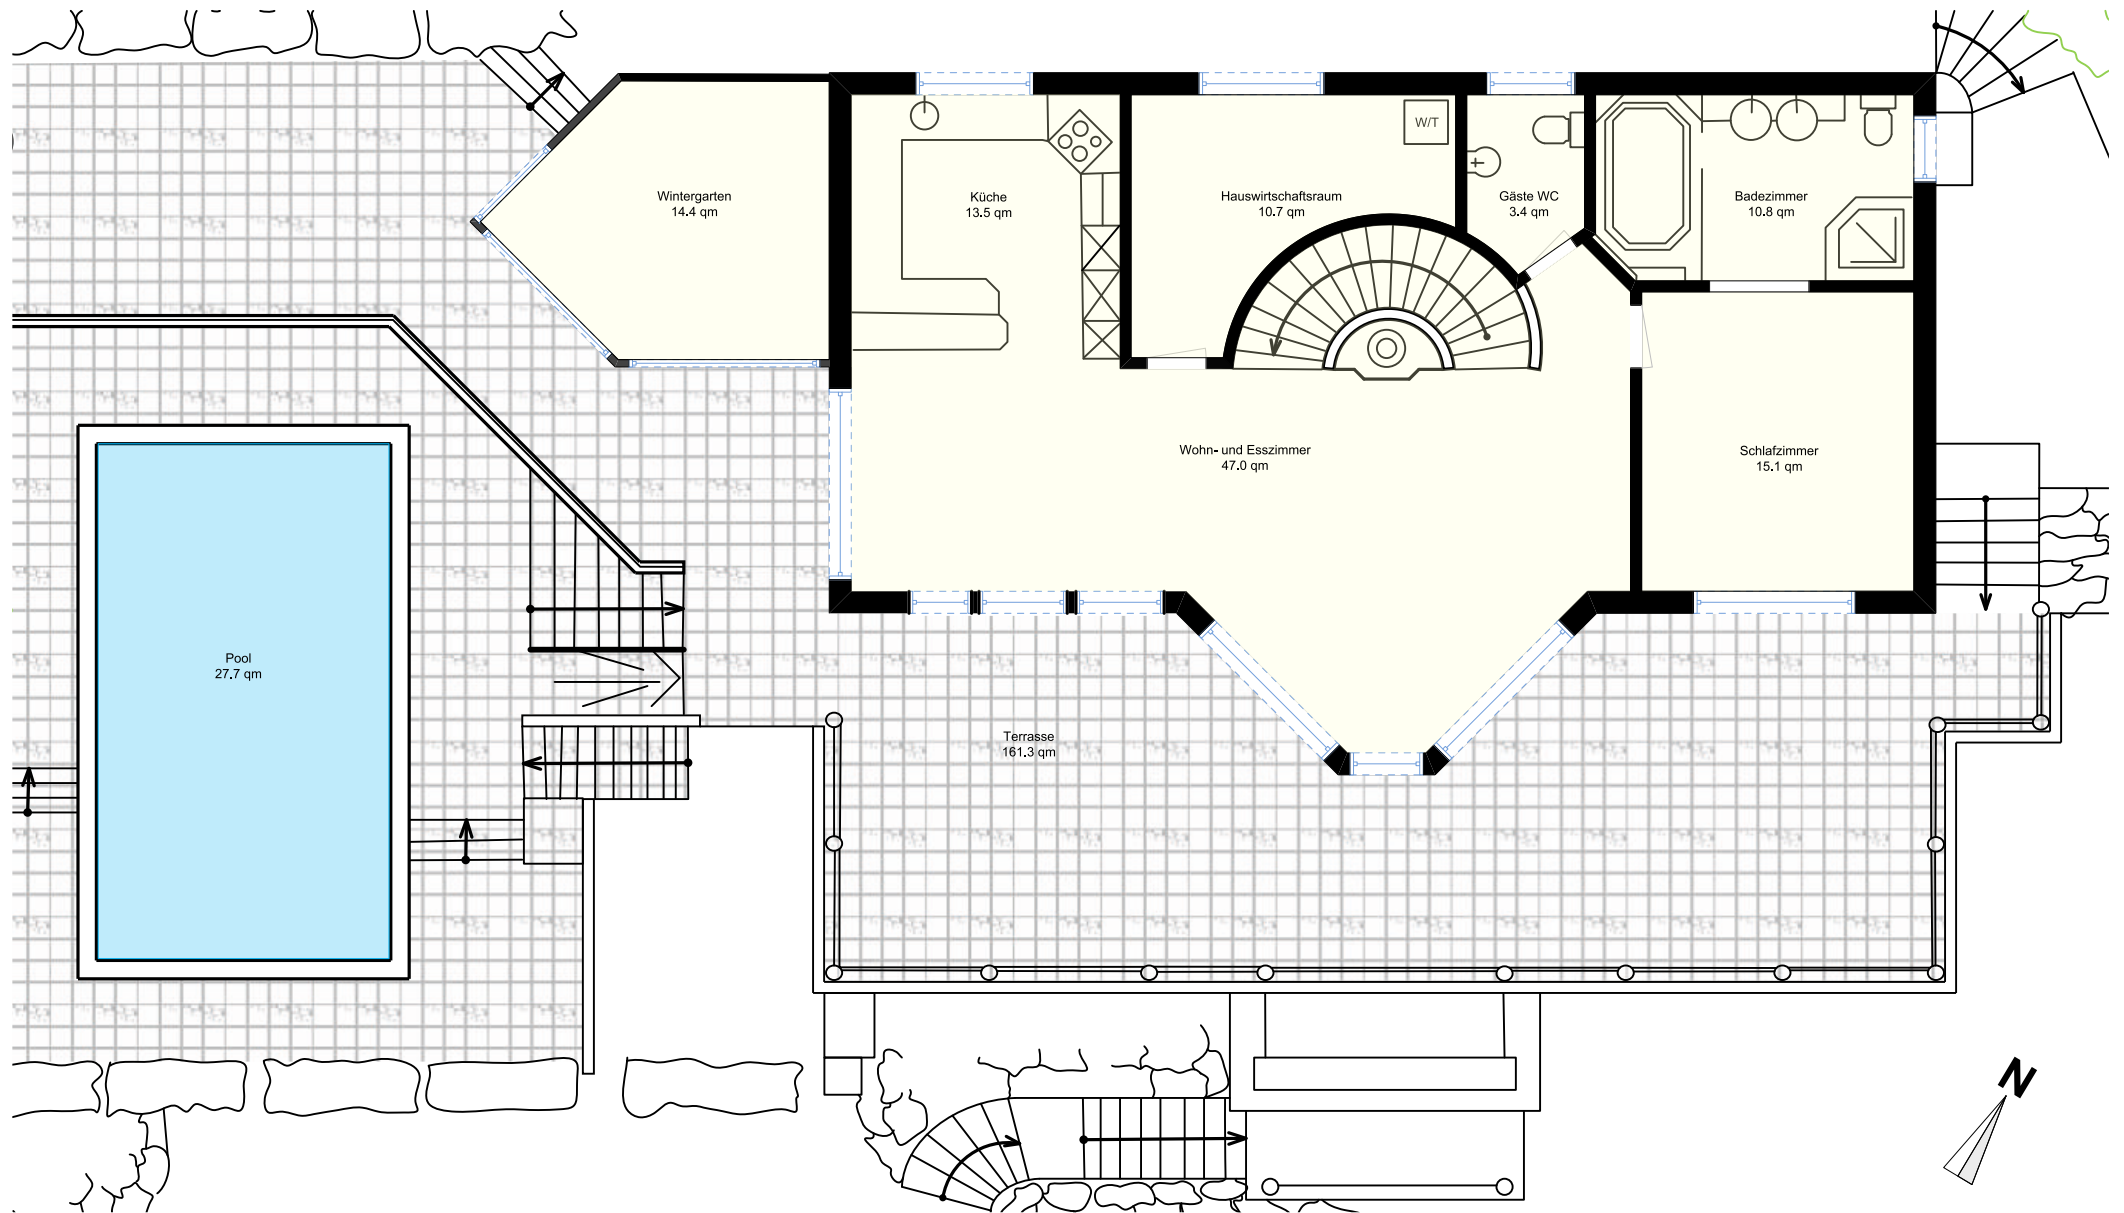 Wintergarten
14.4 qm
Küche
13.5 qm
Hauswirtschaftsraum
10.7 qm
W/T
Gäste WC
3.4 qm
Badezimmer
10.8 qm
Wohn- und Esszimmer
47.0 qm
Schlafzimmer
15.1 qm
Pool
27.7 qm
Terrasse
161.3 qm
N